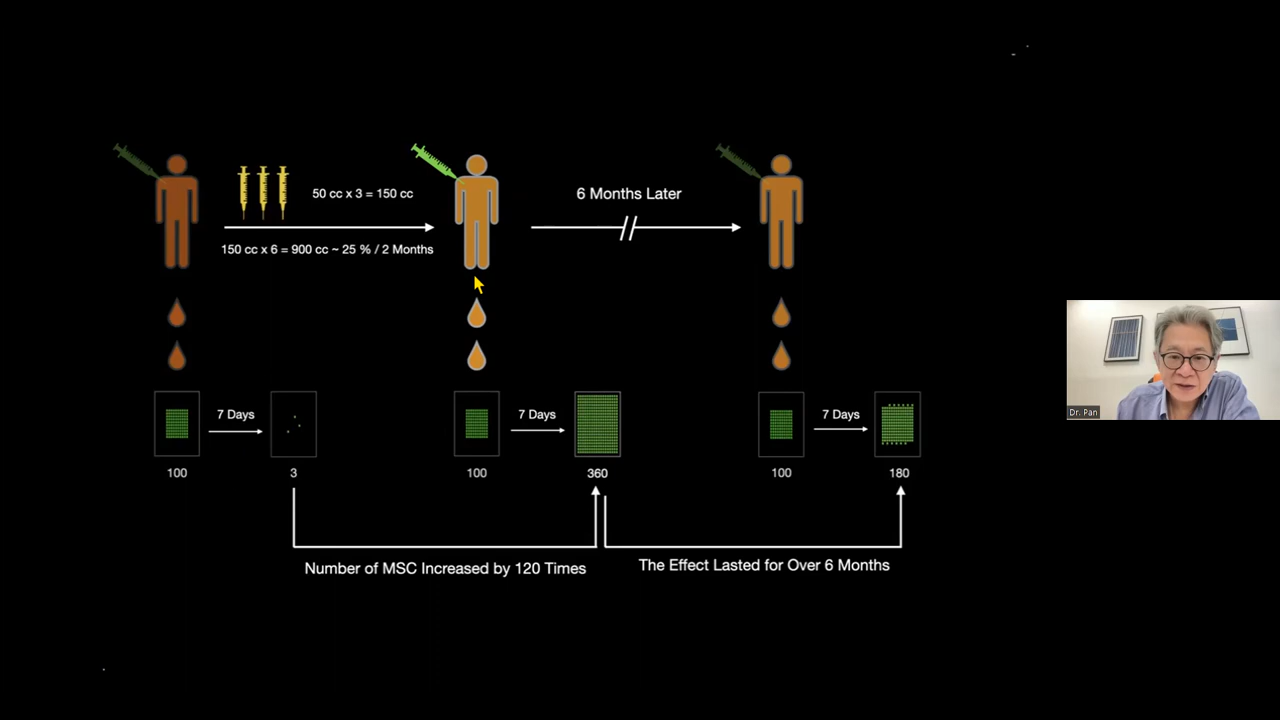 50 cc x 3 = 150 cc
150 cc x 6 = 900 cc ~ 25 % / 2 Months
6 Months Later
7 Days
7 Days
7 Days
100
3
100
360
100
180
Number of MSC Increased by 120 Times
The Effect Lasted for Over 6 Months
Dr. Pan